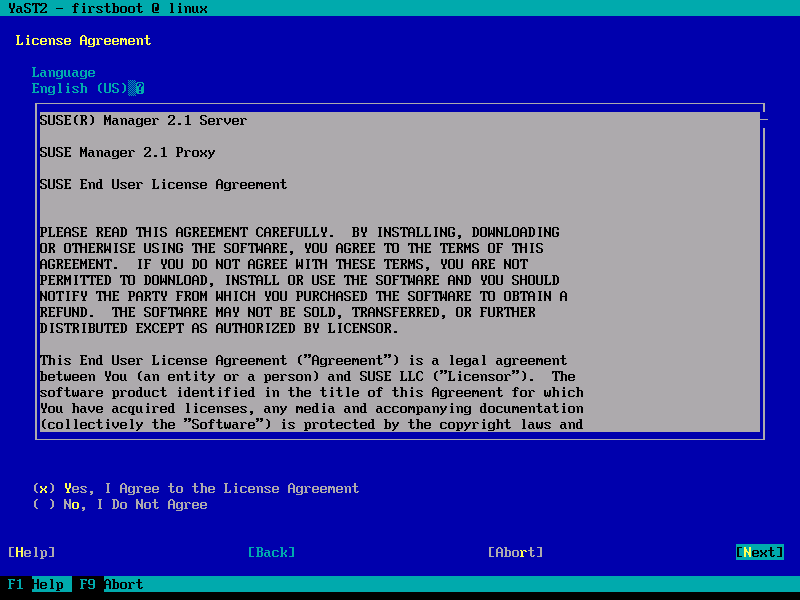 YaST2 - firstboot @ linux
License Agreement
Language
English (US)
SUSE(R) Manager 2.1 Server
SUSE Manager 2.1 Proxy
SUSE End User License Agreement
PLEASE READ THIS AGREEMENT CAREFULLY.  BY INSTALLING, DOWNLOADING
OR OTHERWISE USING THE SOFTWARE, YOU AGREE TO THE TERMS OF THIS
AGREEMENT.  IF YOU DO NOT AGREE WITH THESE TERMS, YOU ARE NOT
PERMITTED TO DOWNLOAD, INSTALL OR USE THE SOFTWARE AND YOU SHOULD
NOTIFY THE PARTY FROM WHICH YOU PURCHASED THE SOFTWARE TO OBTAIN A
REFUND.  THE SOFTWARE MAY NOT BE SOLD, TRANSFERRED, OR FURTHER
DISTRIBUTED EXCEPT AS AUTHORIZED BY LICENSOR.
This End User License Agreement ("Agreement") is a legal agreement
between You (an entity or a person) and SUSE LLC ("Licensor").  The
software product identified in the title of this Agreement for which
You have acquired licenses, any media and accompanying documentation
(collectively the "Software") is protected by the copyright laws and
(x) Yes, I Agree to the License Agreement
( ) No, I Do Not Agree
[Help] [Back] [Abort] [Next]
F1 Help F9 Abort